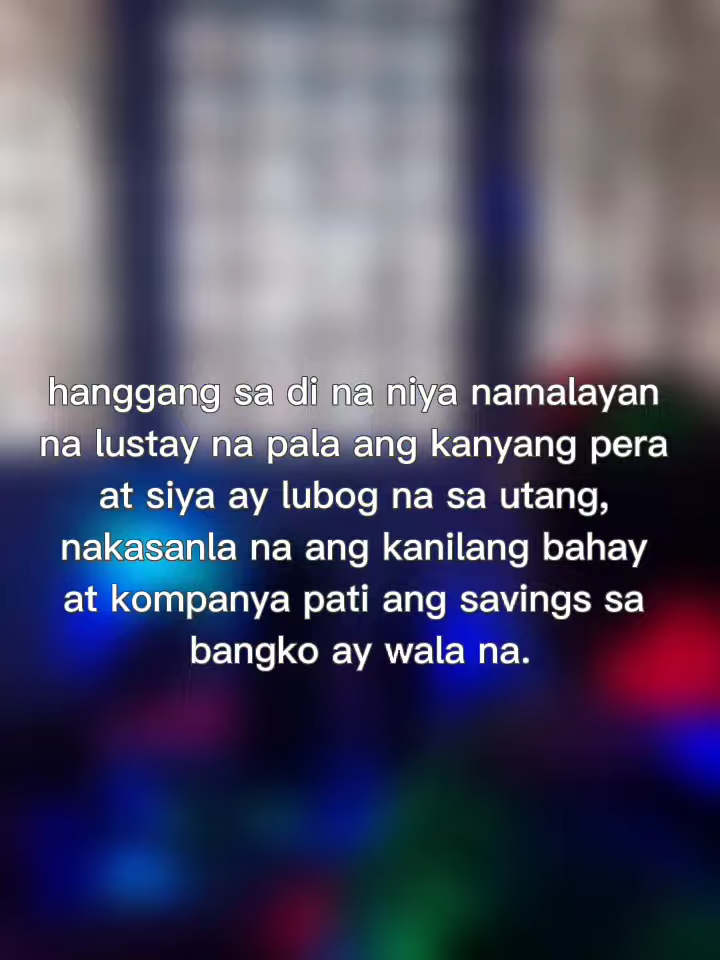 hanggang sa di na niya namalayan
na lustay na pala ang kanyang pera
at siya ay lubog na sa utang,
nakasanla na ang kanilang bahay
at kompanya pati ang savings sa
bangko ay wala na.